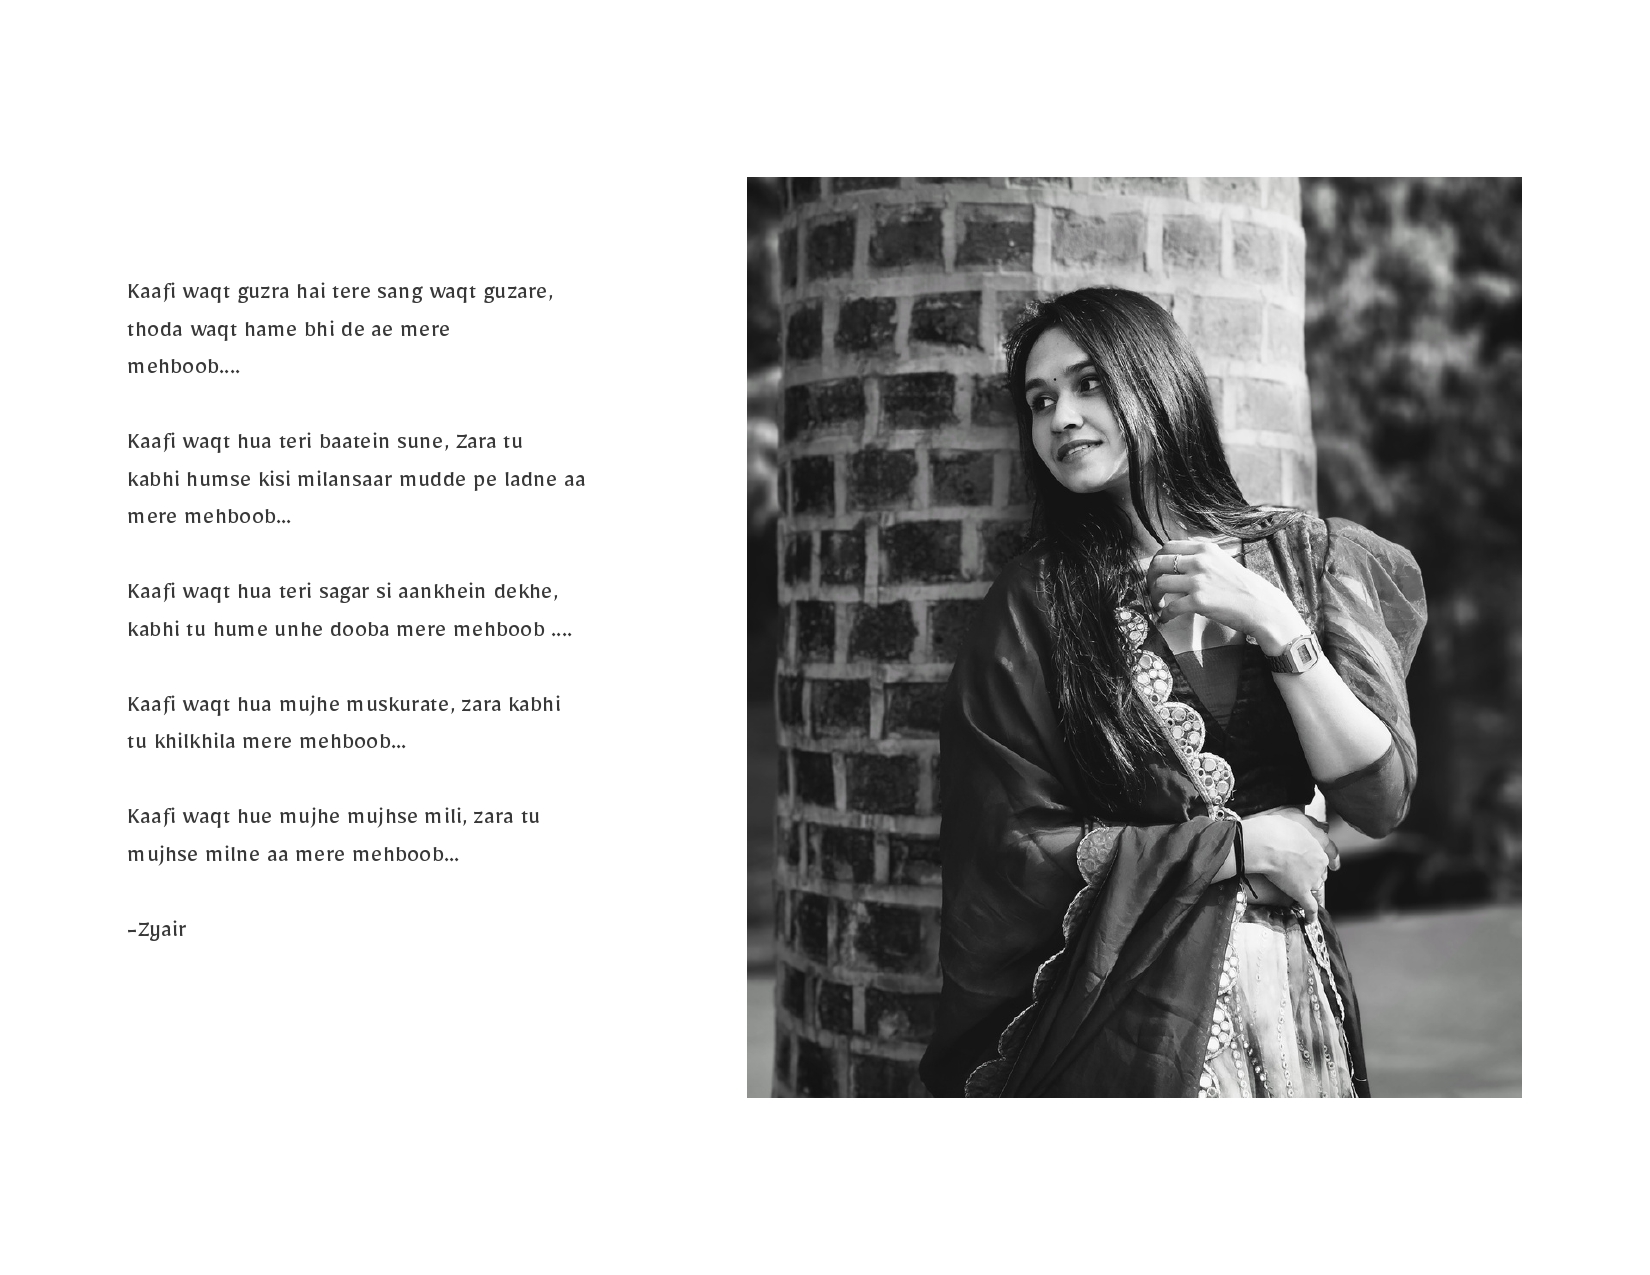 Kaafi waqt guzra hai tere sang waqt guzare,
thoda waqt hame bhi de ae mere
mehboob....
Kaafi waqt hua teri baatein sune, Zara tu
kabhi humse kisi milansaar mudde pe ladne aa
mere mehboob...
Kaafi waqt hua teri sagar si aankhein dekhe,
kabhi tu hume unhe dooba mere mehboob ....
Kaafi waqt hua mujhe muskurate, zara kabhi
tu khilkhila mere mehboob...
Kaafi waqt hue mujhe mujhse mili, zara tu
mujhse milne aa mere mehboob...
-Zyair